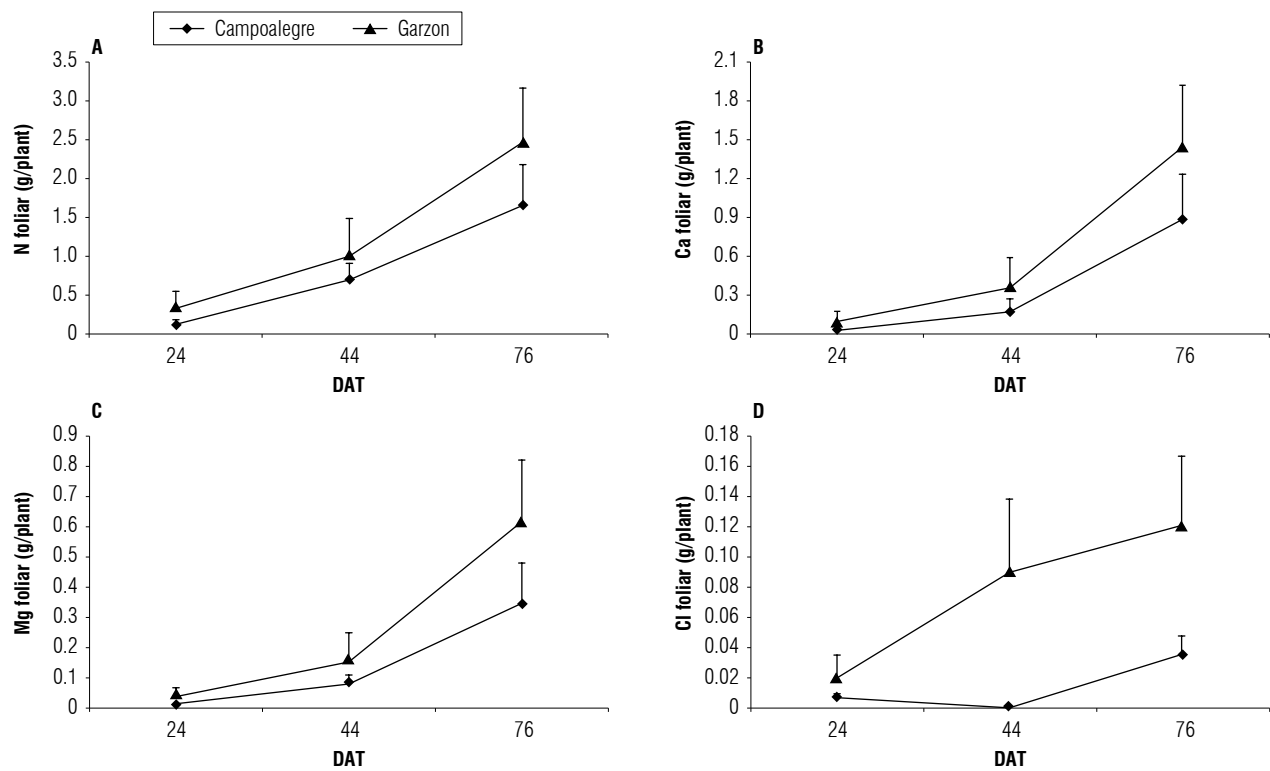 Campoalegre Garzon
A
3.5
3.0
2.5
2.0
1.5
1.0
0.5
0
N foliar (g/plant)
24 44 76
DAT
B
2.1
1.8
1.5
1.2
0.9
0.6
0.3
0
Ca foliar (g/plant)
24 44 76
DAT
C
0.9
0.8
0.7
0.6
0.5
0.4
0.3
0.2
0.1
0
Mg foliar (g/plant)
24 44 76
DAT
D
0.18
0.16
0.14
0.12
0.10
0.08
0.06
0.04
0.02
0
Cl foliar (g/plant)
24 44 76
DAT